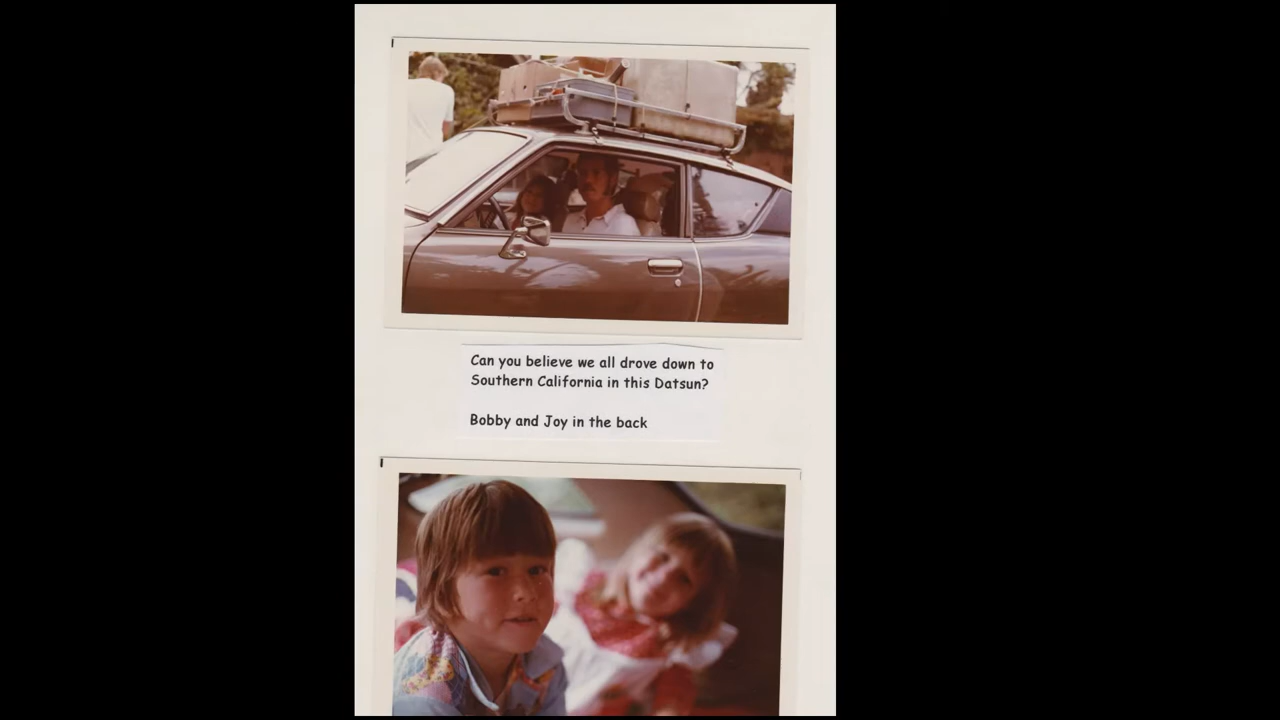 Can you believe we all drove down to
Southern California in this Datsun?
Bobby and Joy in the back